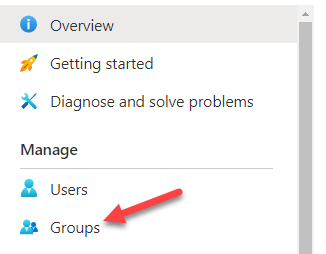 Overview
Getting started
Diagnose and solve problems
Manage
Users
Groups